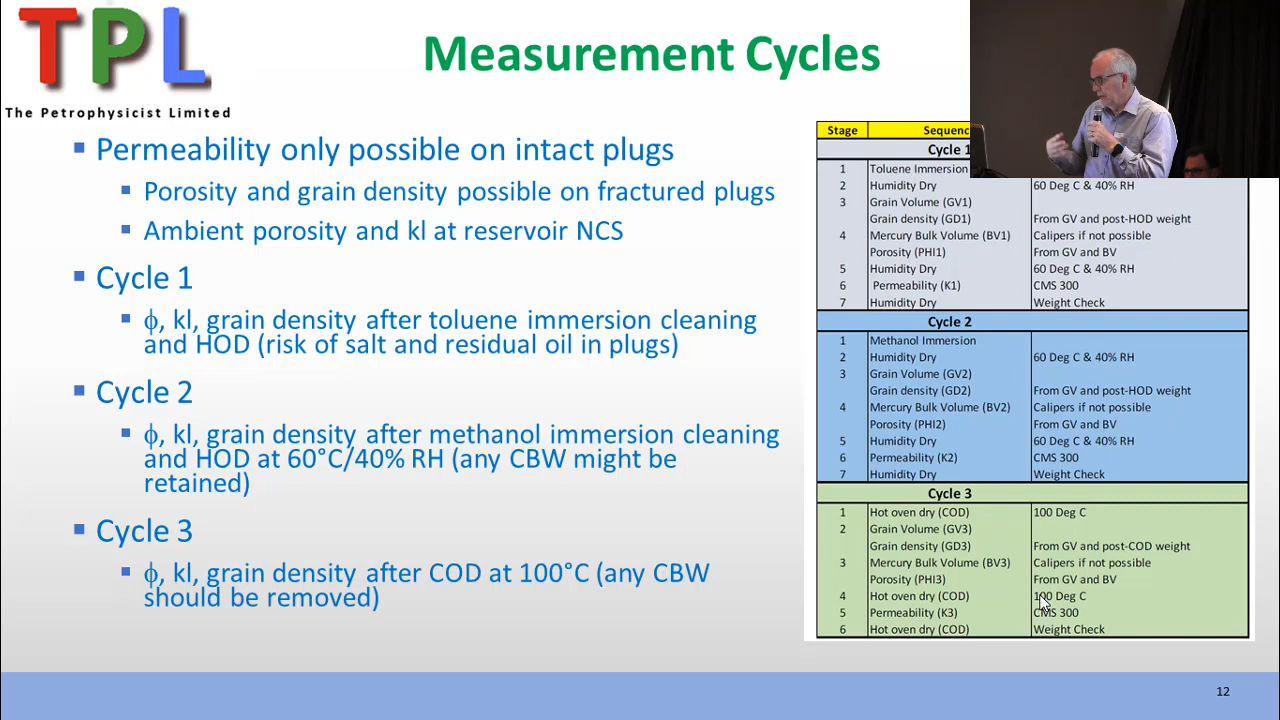 TPL
The Petrophysicist Limited
Measurement Cycles
Permeability only possible on intact plugs
Porosity and grain density possible on fractured plugs
Ambient porosity and kl at reservoir NCS
Cycle 1
ϕ, kl, grain density after toluene immersion cleaning
and HOD (risk of salt and residual oil in plugs)
Cycle 2
ϕ, kl, grain density after methanol immersion cleaning
and HOD at 60°C/40% RH (any CBW might be
retained)
Cycle 3
ϕ, kl, grain density after COD at 100°C (any CBW
should be removed)
Stage
Cycle 1
1 Toluene Immersion
2 Humidity Dry 60 Deg C & 40% RH
3 Grain Volume (GV1)
Grain density (GD1) From GV and post-HOD weight
4 Mercury Bulk Volume (BV1) Calipers if not possible
Porosity (PHI1) From GV and BV
5 Humidity Dry 60 Deg C & 40% RH
6 Permeability (K1) CMS 300
7 Humidity Dry Weight Check
Cycle 2
1 Methanol Immersion
2 Humidity Dry 60 Deg C & 40% RH
3 Grain Volume (GV2)
Grain density (GD2) From GV and post-HOD weight
4 Mercury Bulk Volume (BV2) Calipers if not possible
Porosity (PHI2) From GV and BV
5 Humidity Dry 60 Deg C & 40% RH
6 Permeability (K2) CMS 300
7 Humidity Dry Weight Check
Cycle 3
1 Hot oven dry (COD) 100 Deg C
2 Grain Volume (GV3)
Grain density (GD3) From GV and post-COD weight
3 Mercury Bulk Volume (BV3) Calipers if not possible
Porosity (PHI3) From GV and BV
4 Hot oven dry (COD) 100 Deg C
5 Permeability (K3) CMS 300
6 Hot oven dry (COD) Weight Check
12